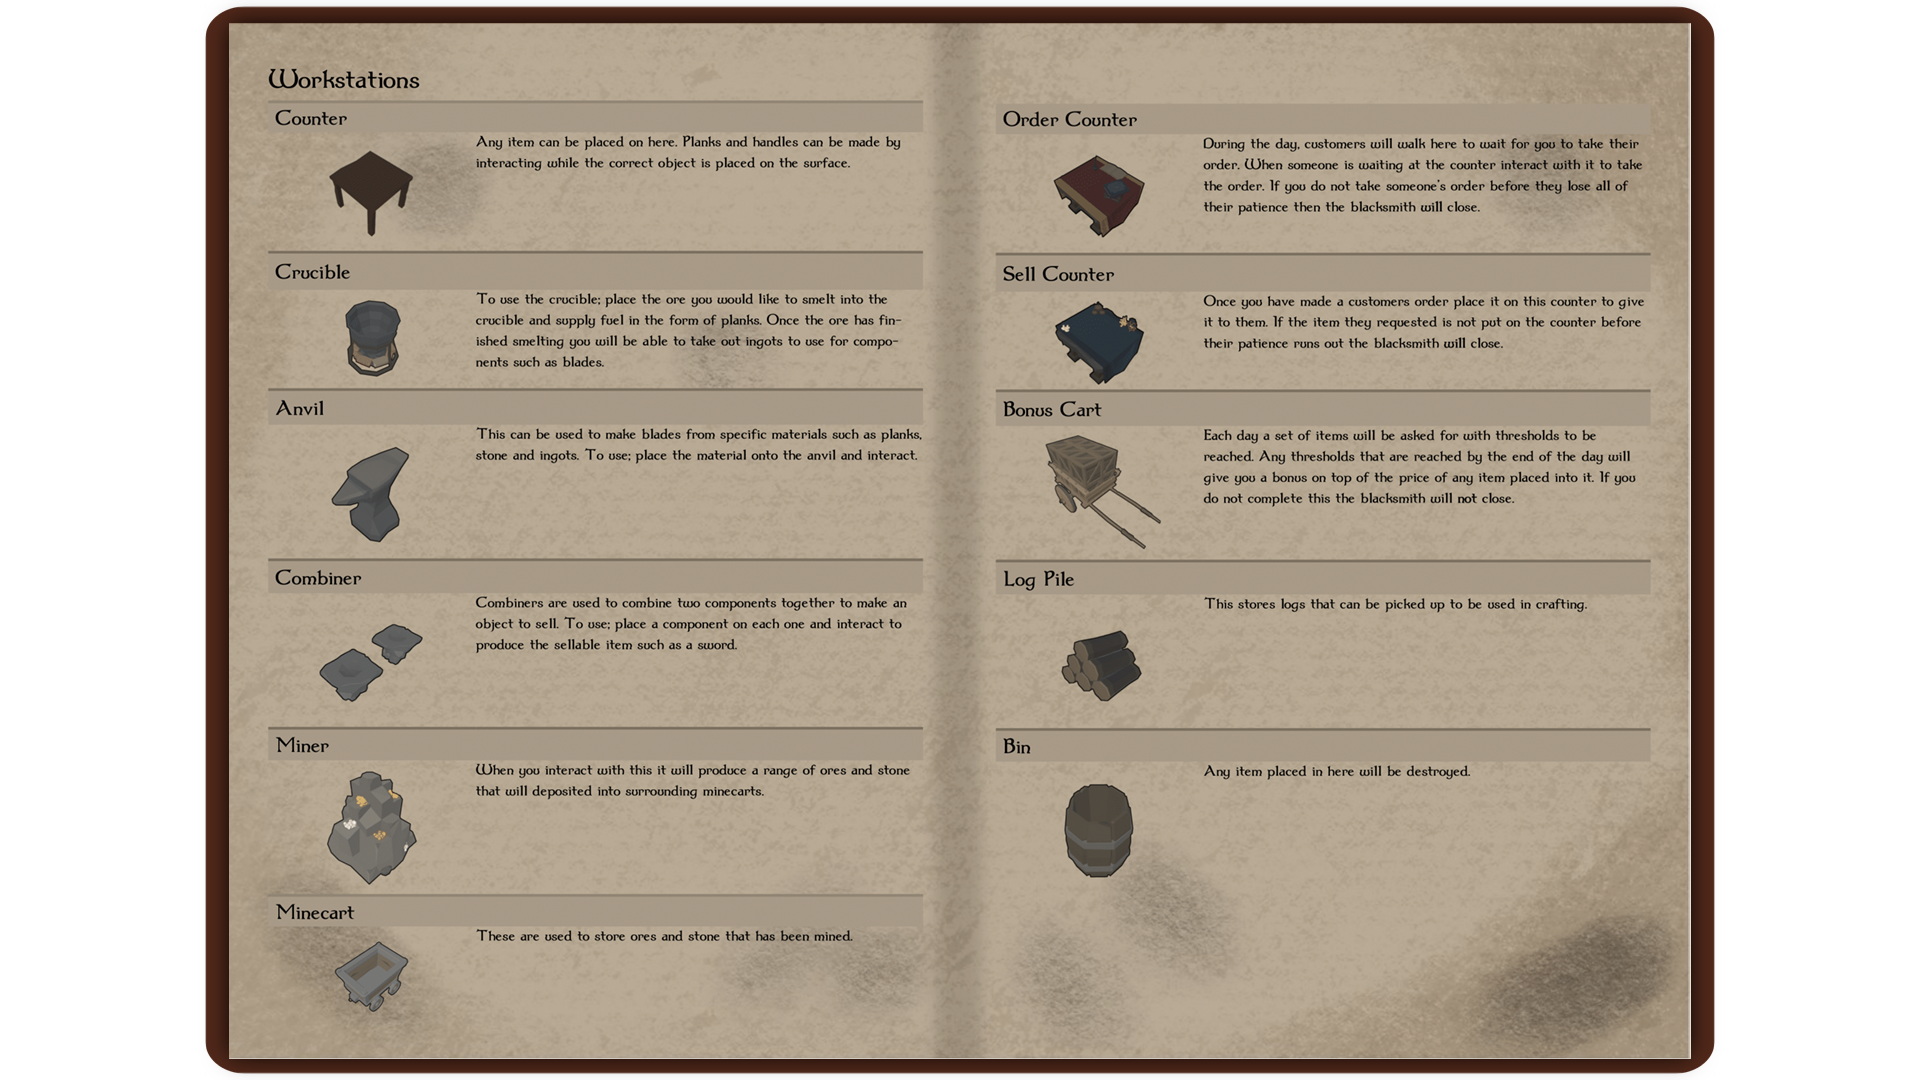 Workstations
Counter
Any item can be placed on here. Planks and handles can be made by
interacting while the correct object is placed on the surface.
Crucible
To use the crucible; place the ore you would like to smelt into the
crucible and supply fuel in the form of planks. Once the ore has fin-
ished smelting you will be able to take out ingots to use for compo-
nents such as blades.
Anvil
This can be used to make blades from specific materials such as planks,
stone and ingots. To use; place the material onto the anvil and interact.
Combiner
Combiners are used to combine two components together to make an
object to sell. To use; place a component on each one and interact to
produce the sellable item such as a sword.
Miner
When you interact with this it will produce a range of ores and stone
that will deposited into surrounding minecarts.
Minecart
These are used to store ores and stone that has been mined.
Order Counter
During the day, customers will walk here to wait for you to take their
order. When someone is waiting at the counter interact with it to take
the order. If you do not take someone's order before they lose all of
their patience then the blacksmith will close.
Sell Counter
Once you have made a customers order place it on this counter to give
it to them. If the item they requested is not put on the counter before
their patience runs out the blacksmith will close.
Bonus Cart
Each day a set of items will be asked for with thresholds to be
reached. Any thresholds that are reached by the end of the day will
give you a bonus on top of the price of any item placed into it. If you
do not complete this the blacksmith will not close.
Log Pile
This stores logs that can be picked up to be used in crafting.
Bin
Any item placed in here will be destroyed.